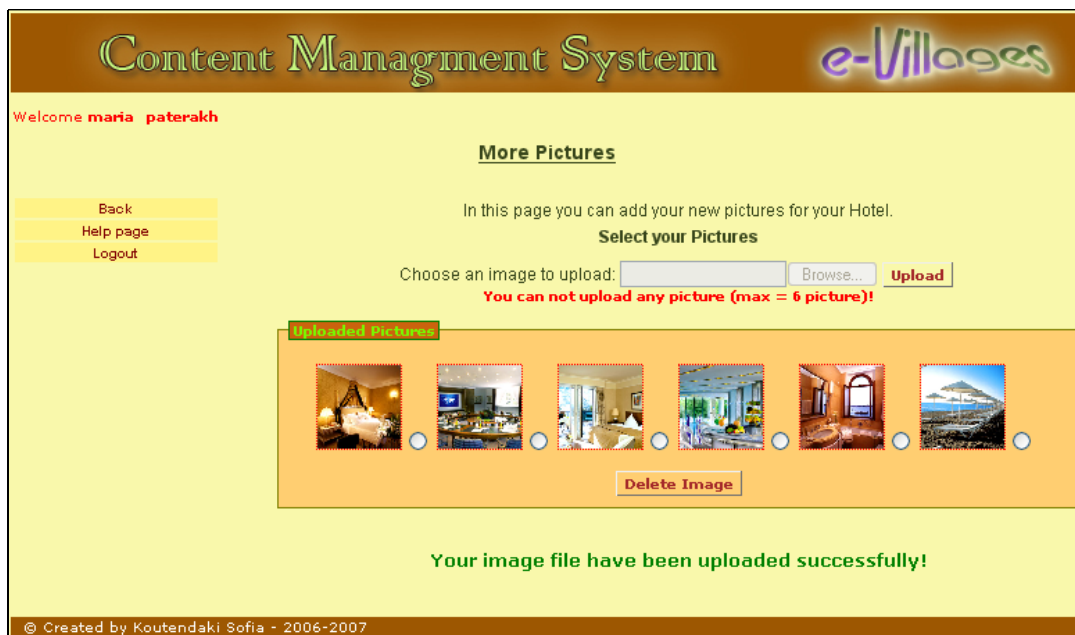 Content Managment System
e-Villages
Welcome maria paterakh
More Pictures
Back
Help page
Logout
In this page you can add your new pictures for your Hotel.
Select your Pictures
Choose an image to upload: Browse... Upload
You can not upload any picture (max = 6 picture)!
Uploaded Pictures
Delete Image
Your image file have been uploaded successfully!
© Created by Koutendaki Sofia - 2006-2007